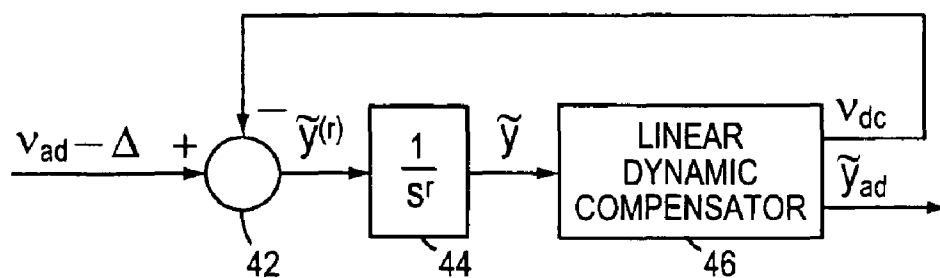 ν_ad − Δ
+
−
ỹ^(r)
1
s^r
ỹ
LINEAR
DYNAMIC
COMPENSATOR
ν_dc
ỹ_ad
42
44
46